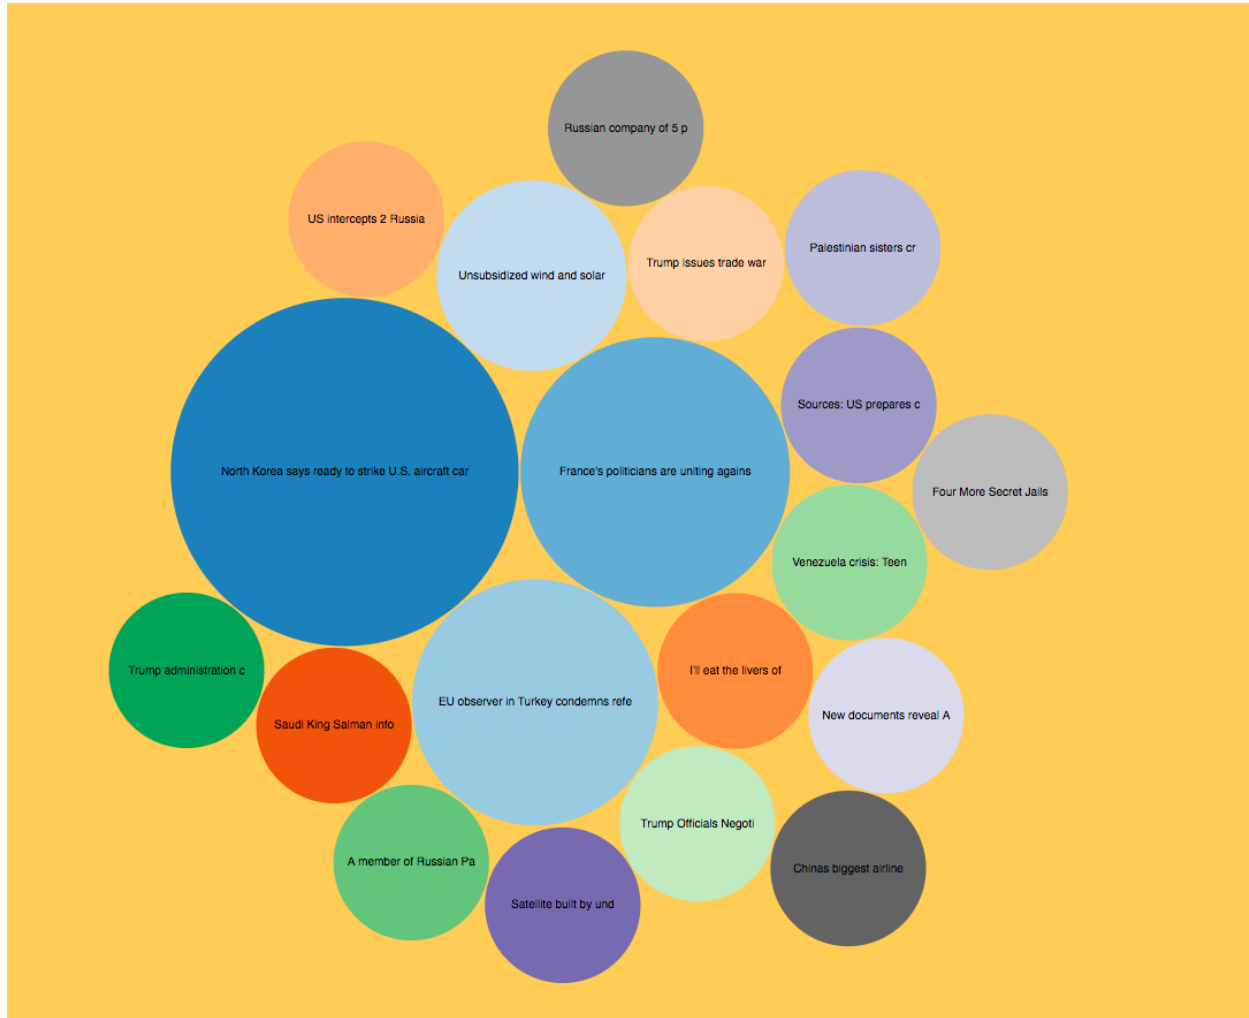 Russian company of 5 p
US intercepts 2 Russia
Palestinian sisters cr
Trump issues trade war
Unsubsidized wind and solar
Sources: US prepares c
North Korea says ready to strike U.S. aircraft car
France's politicians are uniting agains
Four More Secret Jails
Venezuela crisis: Teen
Trump administration c
I'll eat the livers of
EU observer in Turkey condemns refe
New documents reveal A
Saudi King Salman info
Trump Officials Negoti
A member of Russian Pa
Chinas biggest airline
Satellite built by und